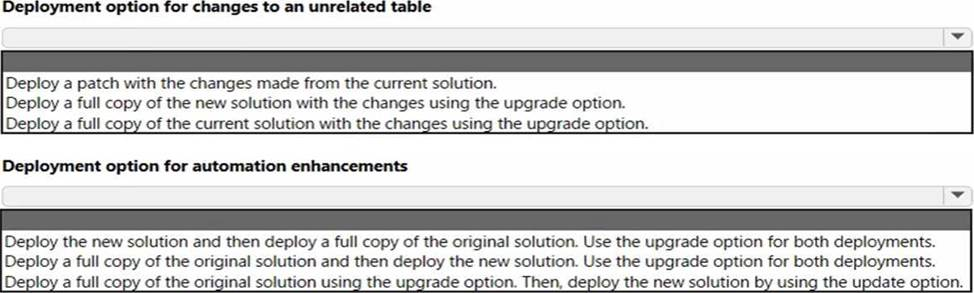 Deployment option for changes to an unrelated table
Deploy a patch with the changes made from the current solution.
Deploy a full copy of the new solution with the changes using the upgrade option.
Deploy a full copy of the current solution with the changes using the upgrade option.
Deployment option for automation enhancements
Deploy the new solution and then deploy a full copy of the original solution. Use the upgrade option for both deployments.
Deploy a full copy of the original solution and then deploy the new solution. Use the upgrade option for both deployments.
Deploy a full copy of the original solution using the upgrade option. Then, deploy the new solution by using the update option.